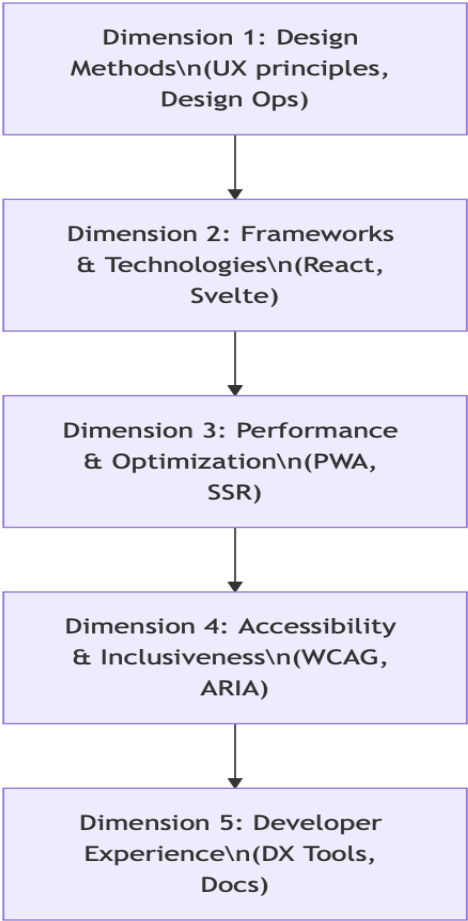 Dimension 1: Design
Methods\n(UX principles,
Design Ops)
Dimension 2: Frameworks
& Technologies\n(React,
Svelte)
Dimension 3: Performance
& Optimization\n(PWA,
SSR)
Dimension 4: Accessibility
& Inclusiveness\n(WCAG,
ARIA)
Dimension 5: Developer
Experience\n(DX Tools,
Docs)